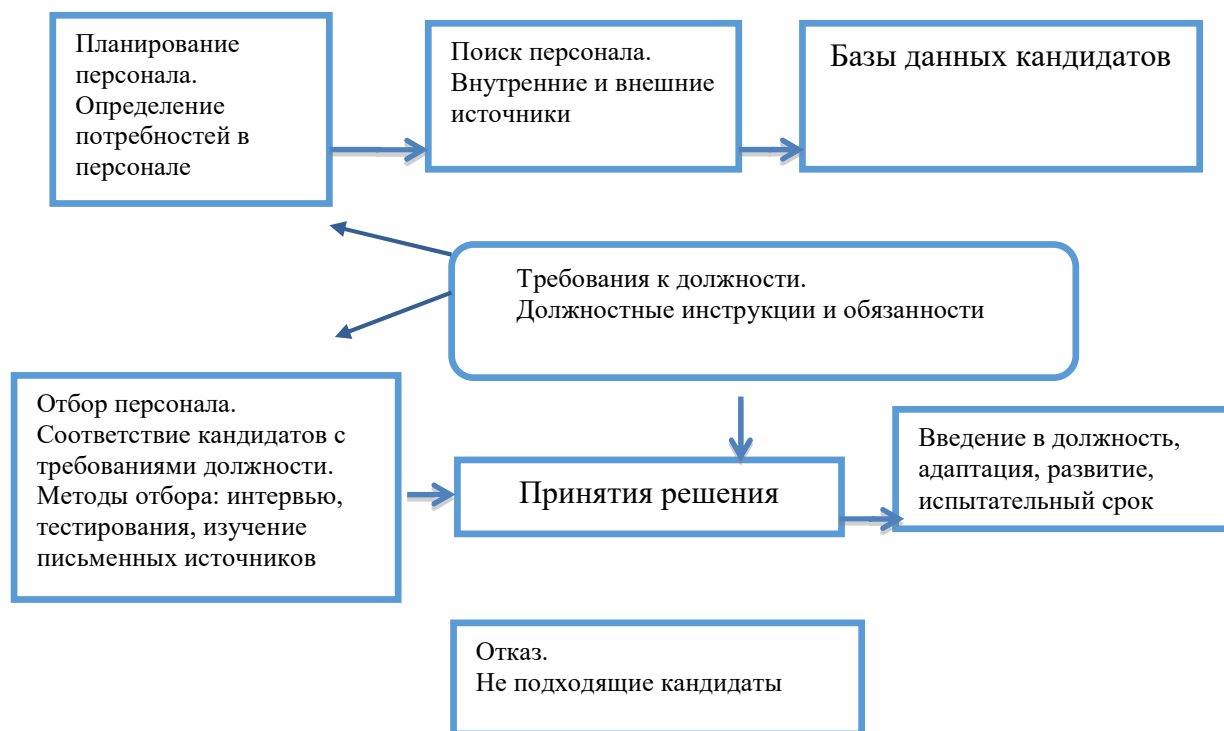 Планирование
персонала.
Определение
потребностей в
персонале
Поиск персонала.
Внутренние и внешние
источники
Базы данных кандидатов
Требования к должности.
Должностные инструкции и обязанности
Отбор персонала.
Соответствие кандидатов с
требованиями должности.
Методы отбора: интервью,
тестирования, изучение
письменных источников
Принятия решения
Введение в должность,
адаптация, развитие,
испытательный срок
Отказ.
Не подходящие кандидаты